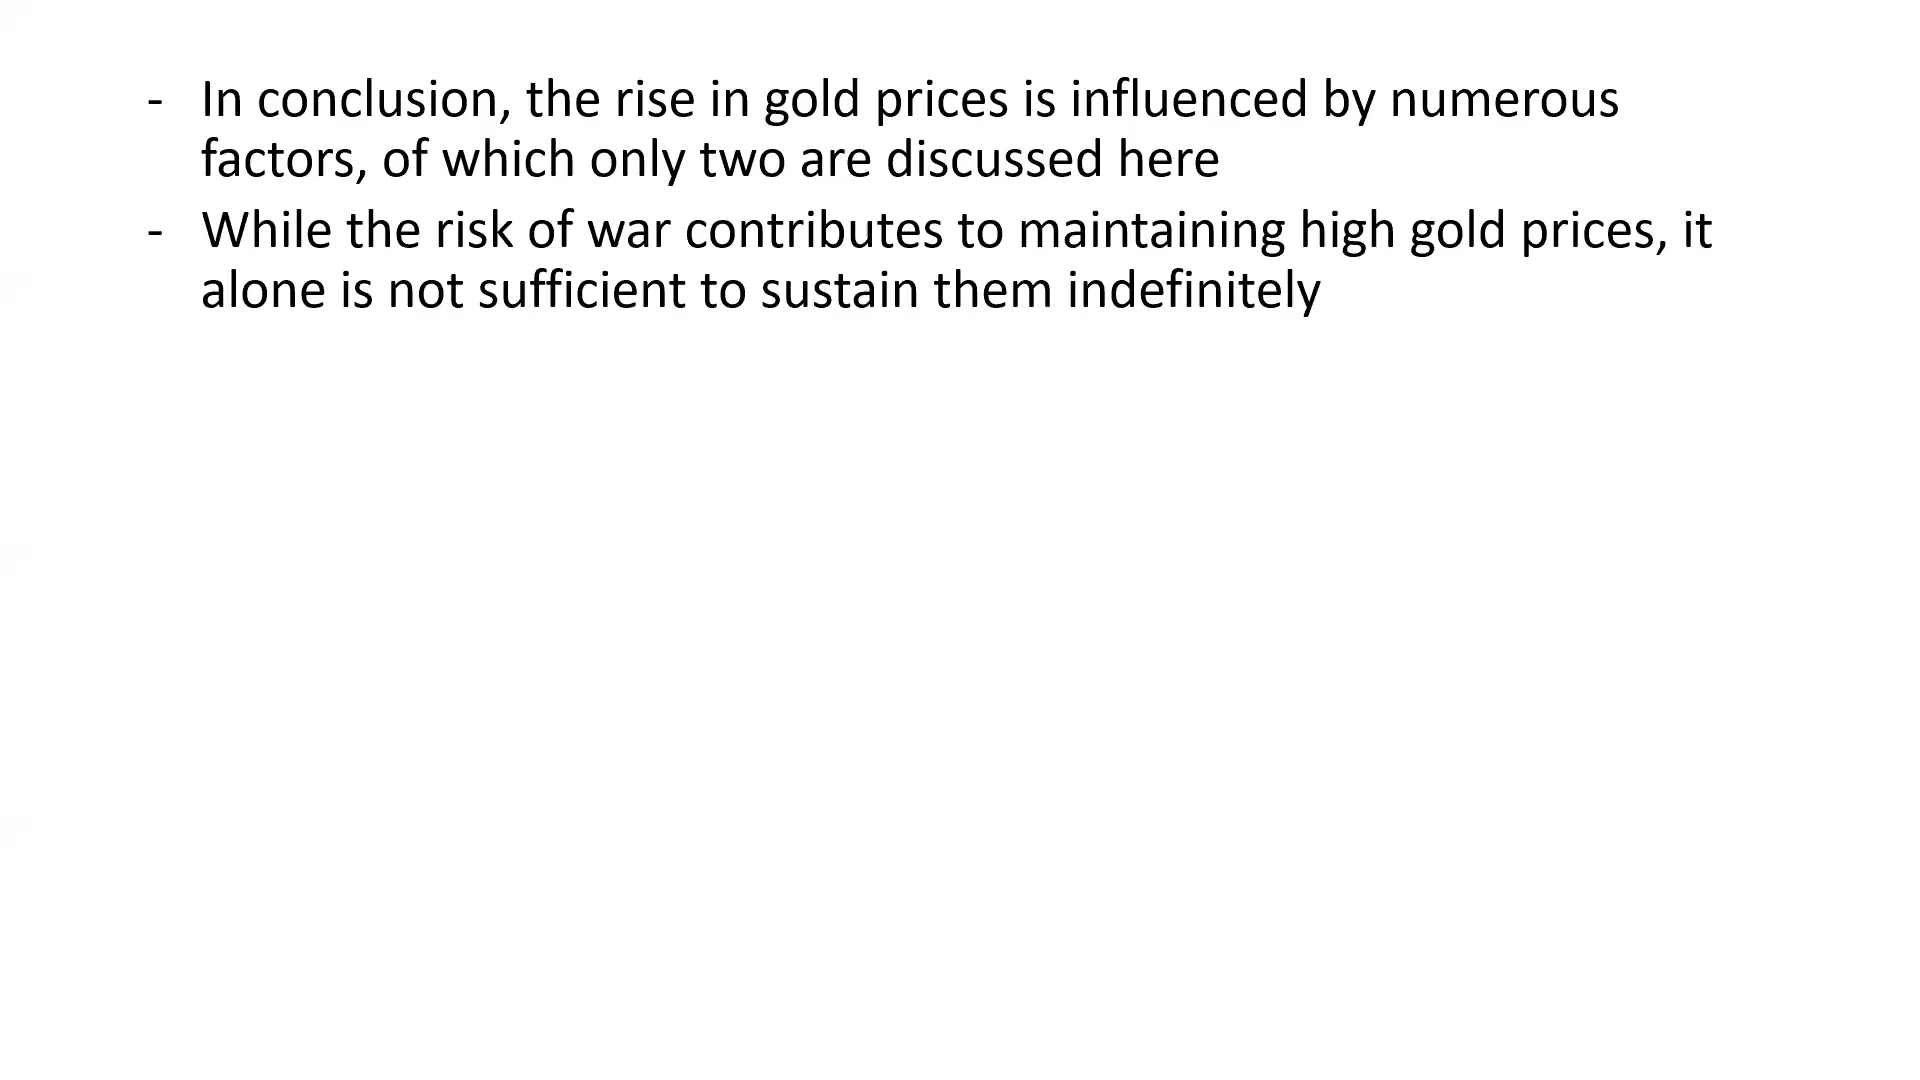 - In conclusion, the rise in gold prices is influenced by numerous
factors, of which only two are discussed here
- While the risk of war contributes to maintaining high gold prices, it
alone is not sufficient to sustain them indefinitely